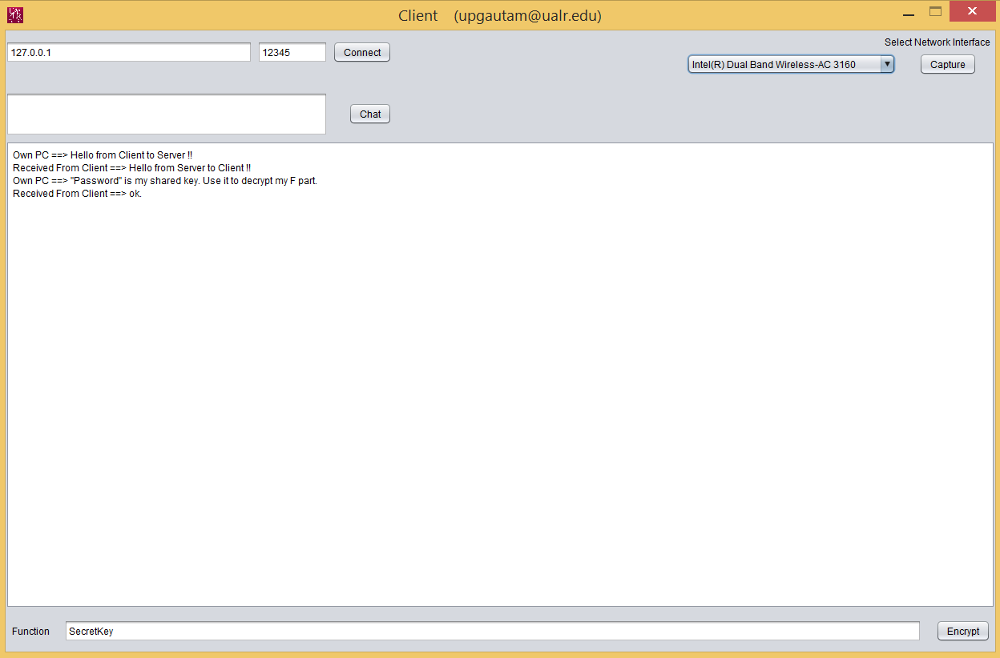 Client (upgautam@ualr.edu)
Select Network Interface
127.0.0.1 12345 Connect
Intel(R) Dual Band Wireless-AC 3160 Capture
Chat
Own PC ==> Hello from Client to Server !!
Received From Client ==> Hello from Server to Client !!
Own PC ==> "Password" is my shared key. Use it to decrypt my F part.
Received From Client ==> ok.
Function SecretKey Encrypt